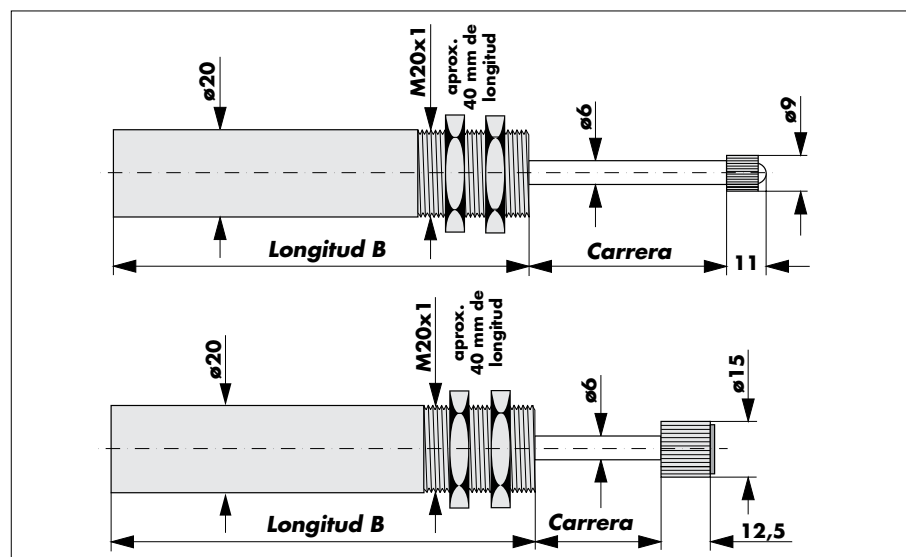 ø20
M20x1
aprox.
40 mm de
longitud
ø6
ø9
Longitud B
Carrera
11
ø20
M20x1
aprox.
40 mm de
longitud
ø6
ø15
Longitud B
Carrera
12,5